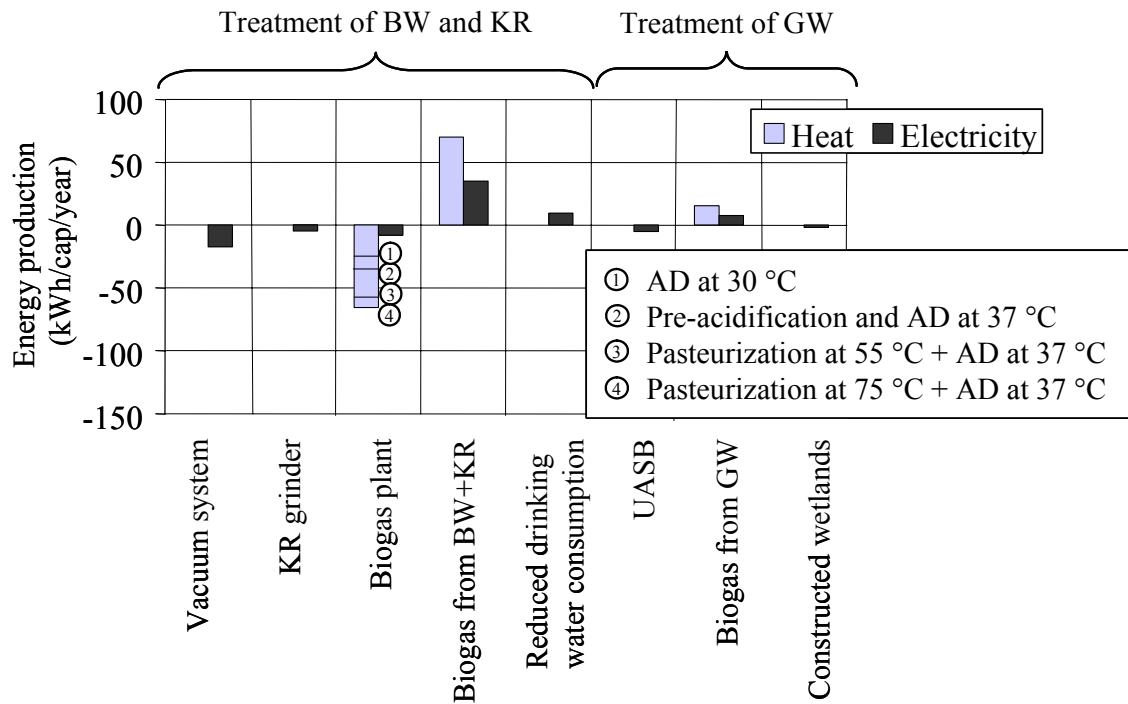 Treatment of BW and KR
Treatment of GW
Energy production
(kWh/cap/year)
100
50
0
-50
-100
-150
Heat
Electricity
1
2
3
4
① AD at 30 °C
② Pre-acidification and AD at 37 °C
③ Pasteurization at 55 °C + AD at 37 °C
④ Pasteurization at 75 °C + AD at 37 °C
Vacuum system
KR grinder
Biogas plant
Biogas from BW+KR
Reduced drinking
water consumption
UASB
Biogas from GW
Constructed wetlands